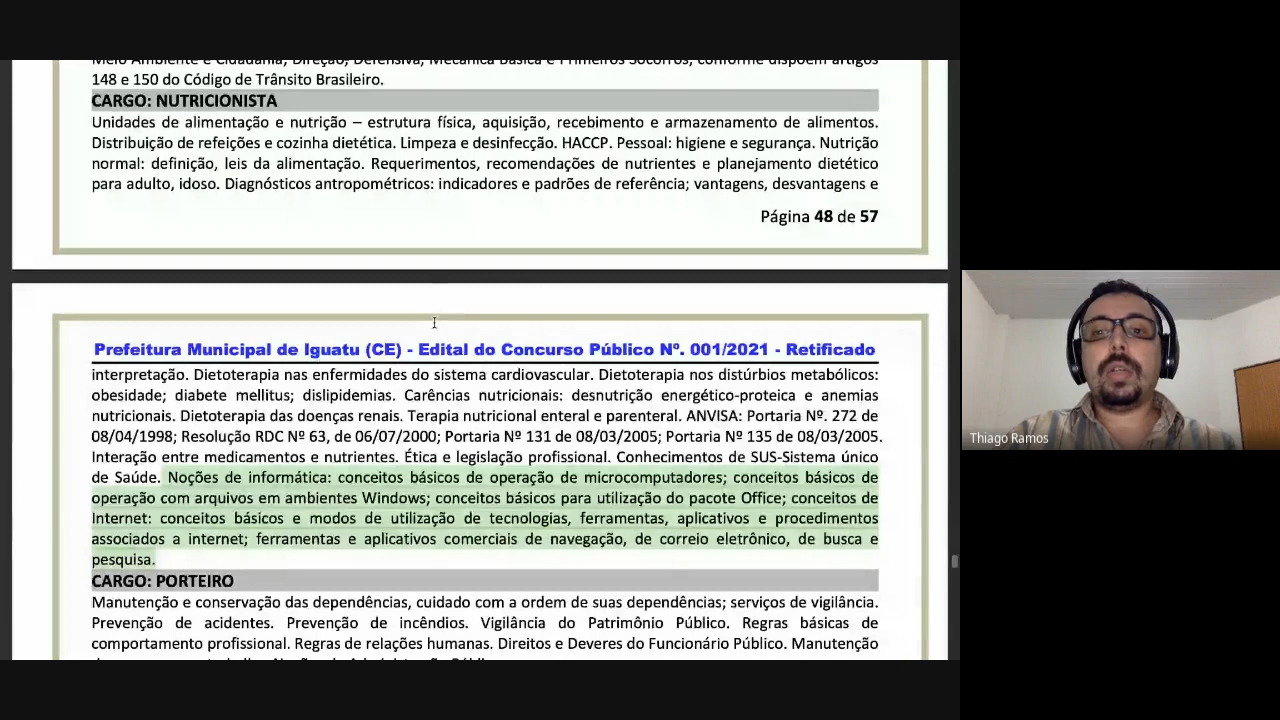 Meio Ambiente e Cidadania, Direção, Defensiva, Mecânica Básica e Primeiros Socorros, conforme dispõem artigos
148 e 150 do Código de Trânsito Brasileiro.
CARGO: NUTRICIONISTA
Unidades de alimentação e nutrição – estrutura física, aquisição, recebimento e armazenamento de alimentos.
Distribuição de refeições e cozinha dietética. Limpeza e desinfecção. HACCP. Pessoal: higiene e segurança. Nutrição
normal: definição, leis da alimentação. Requerimentos, recomendações de nutrientes e planejamento dietético
para adulto, idoso. Diagnósticos antropométricos: indicadores e padrões de referência; vantagens, desvantagens e
Página 48 de 57
Prefeitura Municipal de Iguatu (CE) - Edital do Concurso Público Nº. 001/2021 - Retificado
interpretação. Dietoterapia nas enfermidades do sistema cardiovascular. Dietoterapia nos distúrbios metabólicos:
obesidade; diabete mellitus; dislipidemias. Carências nutricionais: desnutrição energético-proteica e anemias
nutricionais. Dietoterapia das doenças renais. Terapia nutricional enteral e parenteral. ANVISA: Portaria Nº. 272 de
08/04/1998; Resolução RDC Nº 63, de 06/07/2000; Portaria Nº 131 de 08/03/2005; Portaria Nº 135 de 08/03/2005.
Interação entre medicamentos e nutrientes. Ética e legislação profissional. Conhecimentos de SUS-Sistema único
de Saúde. Noções de informática: conceitos básicos de operação de microcomputadores; conceitos básicos de
operação com arquivos em ambientes Windows; conceitos básicos para utilização do pacote Office; conceitos de
Internet: conceitos básicos e modos de utilização de tecnologias, ferramentas, aplicativos e procedimentos
associados a internet; ferramentas e aplicativos comerciais de navegação, de correio eletrônico, de busca e
pesquisa.
CARGO: PORTEIRO
Manutenção e conservação das dependências, cuidado com a ordem de suas dependências; serviços de vigilância.
Prevenção de acidentes. Prevenção de incêndios. Vigilância do Patrimônio Público. Regras básicas de
comportamento profissional. Regras de relações humanas. Direitos e Deveres do Funcionário Público. Manutenção
Thiago Ramos